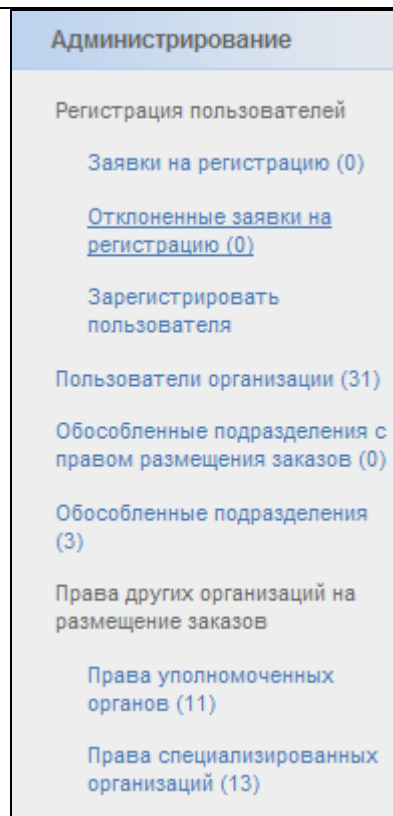 Администрирование
Регистрация пользователей
Заявки на регистрацию (0)
Отклоненные заявки на
регистрацию (0)
Зарегистрировать
пользователя
Пользователи организации (31)
Обособленные подразделения с
правом размещения заказов (0)
Обособленные подразделения
(3)
Права других организаций на
размещение заказов
Права уполномоченных
органов (11)
Права специализированных
организаций (13)